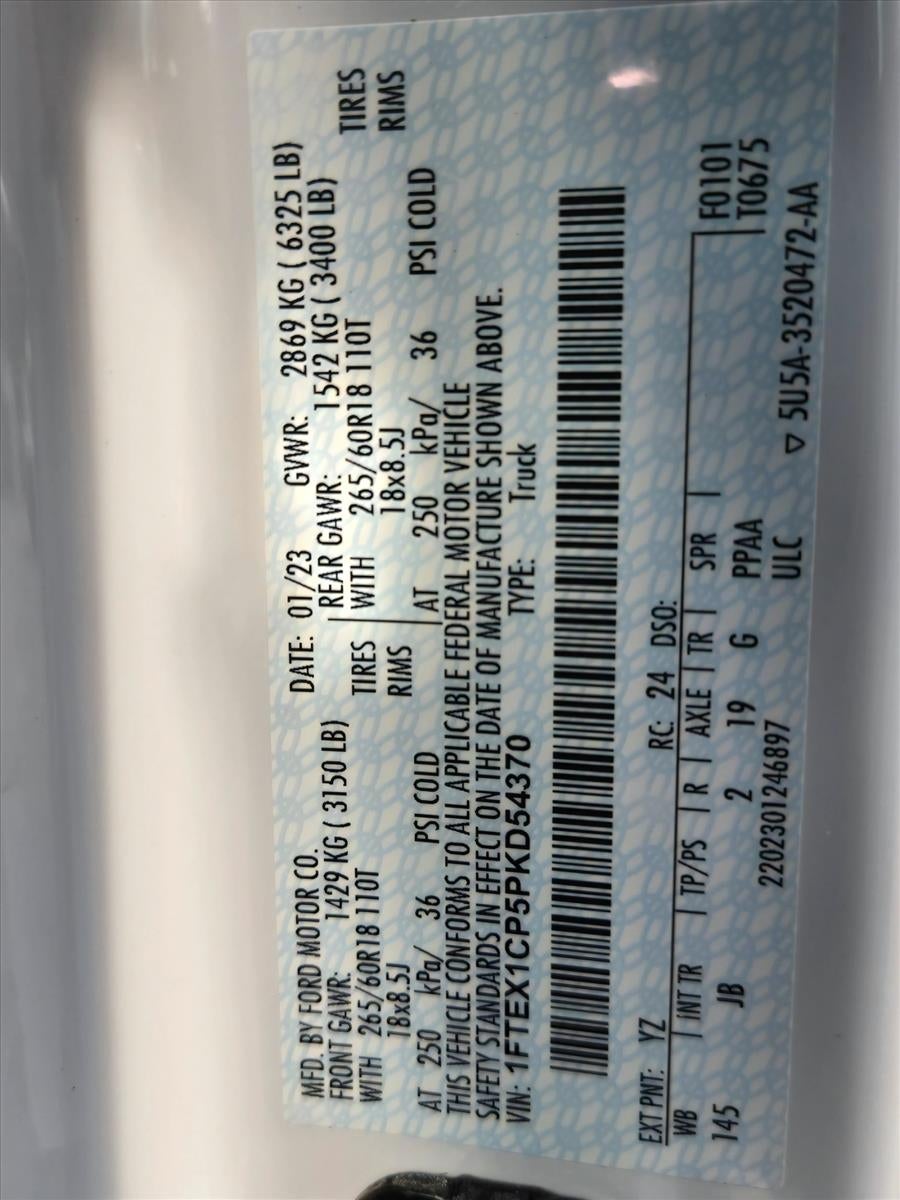 MFD. BY FORD MOTOR CO. DATE: 01/23 GVWR: 2869 KG ( 6325 LB)
FRONT GAWR: 1429 KG ( 3150 LB) REAR GAWR: 1542 KG ( 3400 LB)
WITH 265/60R18 110T TIRES WITH 265/60R18 110T TIRES
18x8.5J RIMS 18x8.5J RIMS
AT 250 kPa/ 36 PSI COLD AT 250 kPa/ 36 PSI COLD
THIS VEHICLE CONFORMS TO ALL APPLICABLE FEDERAL MOTOR VEHICLE
SAFETY STANDARDS IN EFFECT ON THE DATE OF MANUFACTURE SHOWN ABOVE.
VIN: 1FTEX1CP5PKD54370 TYPE: Truck
EXT PNT: YZ RC: 24 DSO:
WB INT TR TP/PS R AXLE TR SPR F0101
145 JB 2 19 G PPAA T0675
2202301246897 ULC ▽ 5U5A-3520472-AA